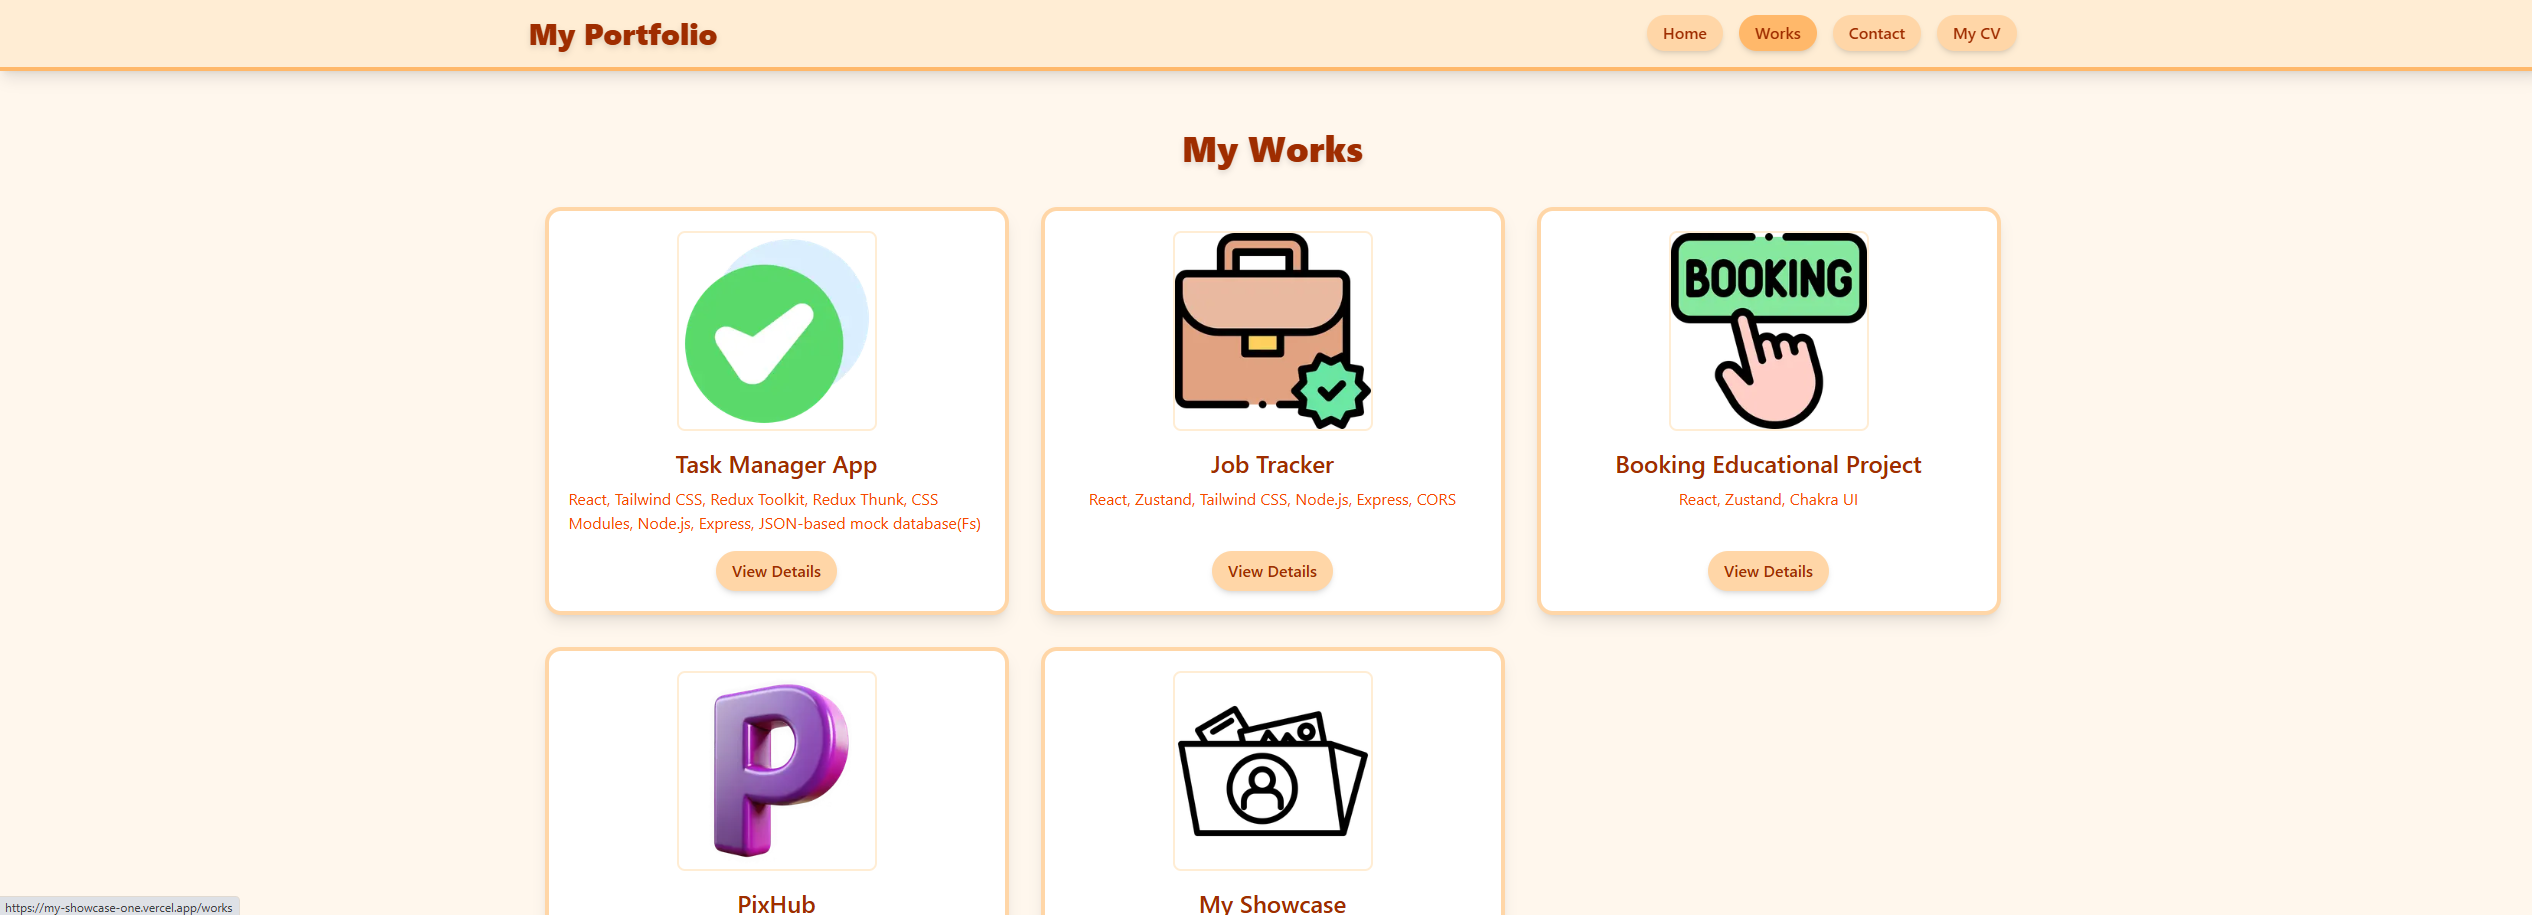 My Portfolio
Home
Works
Contact
My CV
My Works
BOOKING
Task Manager App
React, Tailwind CSS, Redux Toolkit, Redux Thunk, CSS
Modules, Node.js, Express, JSON-based mock database(Fs)
View Details
Job Tracker
React, Zustand, Tailwind CSS, Node.js, Express, CORS
View Details
Booking Educational Project
React, Zustand, Chakra UI
View Details
P
PixHub
My Showcase
https://my-showcase-one.vercel.app/works